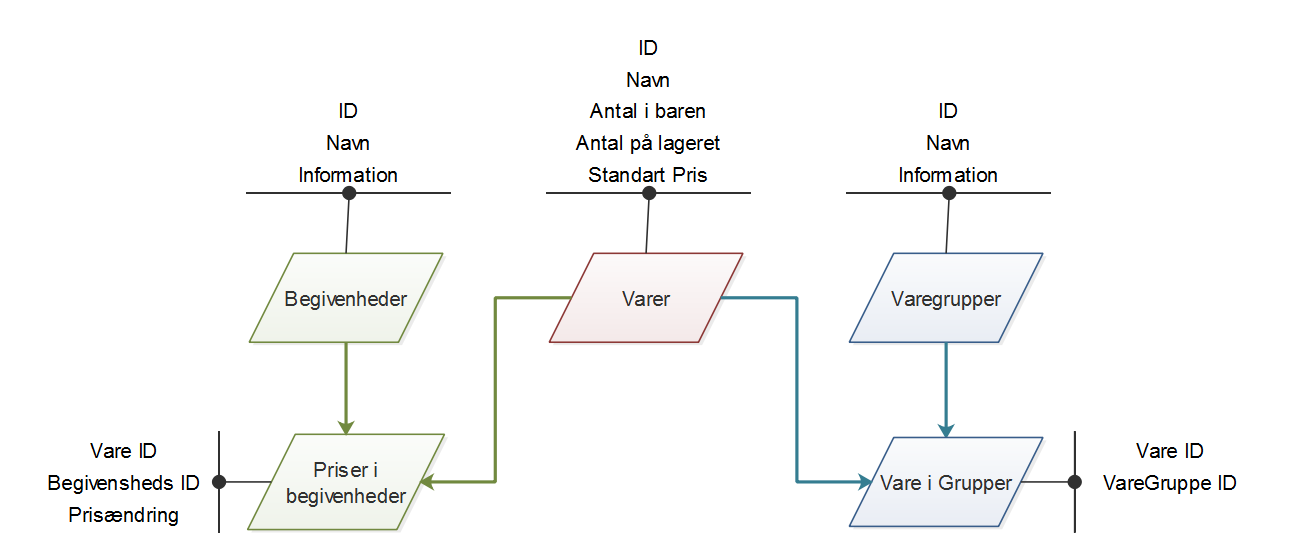 ID
Navn
Information
ID
Navn
Antal i baren
Antal på lageret
Standart Pris
ID
Navn
Information
Begivenheder
Varer
Varegrupper
Vare ID
Begivensheds ID
Prisændring
Priser i
begivenheder
Vare i Grupper
Vare ID
VareGruppe ID